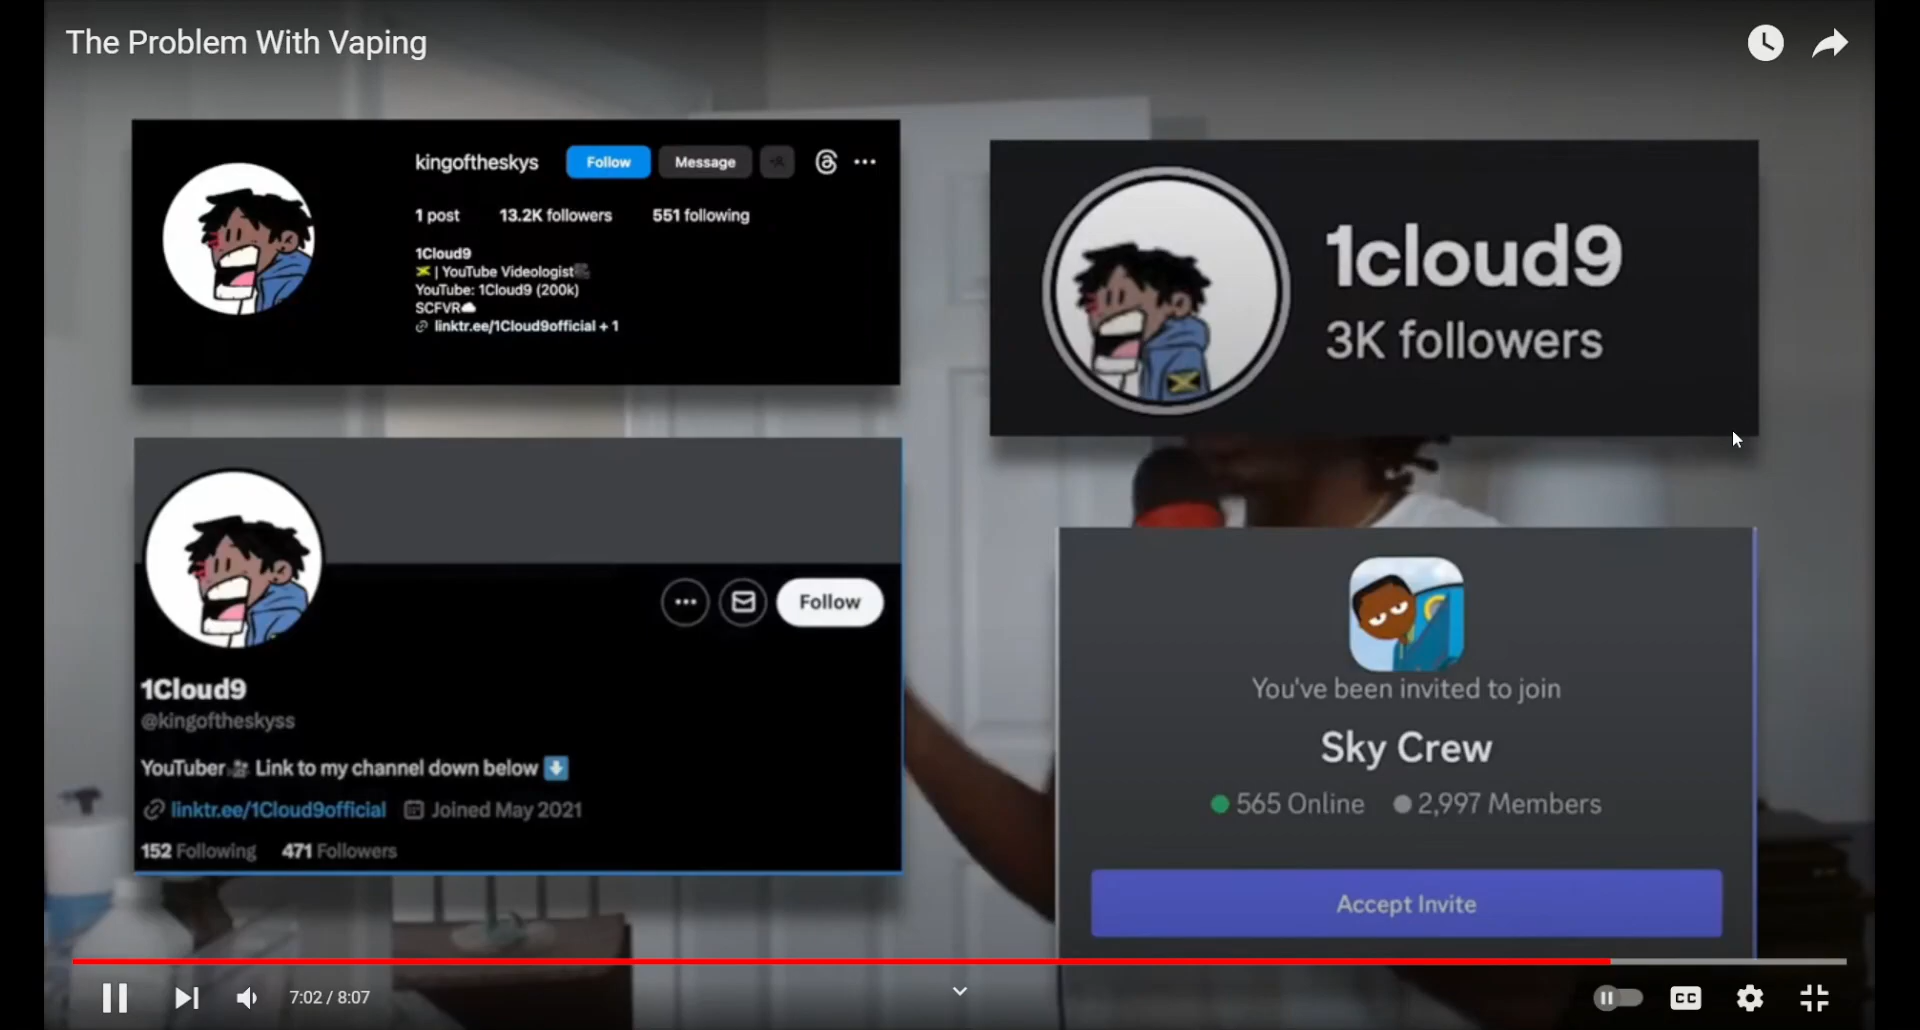 The Problem With Vaping
kingoftheskys Follow Message
1 post 13.2K followers 551 following
1Cloud9
| YouTube Videologist
YouTube: 1Cloud9 (200k)
SCFVR
linktr.ee/1Cloud9official + 1
1cloud9
3K followers
Follow
1Cloud9
@kingoftheskyss
YouTuber Link to my channel down below
linktr.ee/1Cloud9official Joined May 2021
152 Following 471 Followers
You've been invited to join
Sky Crew
565 Online 2,997 Members
Accept Invite
7:02 / 8:07
CC